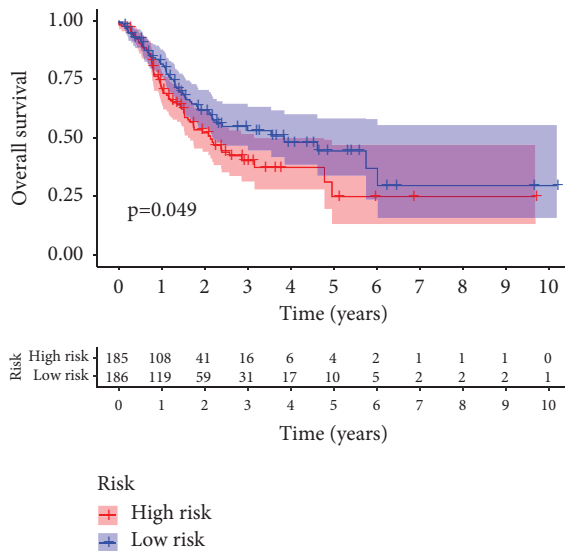 1.00
0.75
0.50
0.25
0.00
Overall survival
p=0.049
0 1 2 3 4 5 6 7 8 9 10
Time (years)
Risk
High risk 185 108 41 16 6 4 2 1 1 1 0
Low risk 186 119 59 31 17 10 5 2 2 2 1
0 1 2 3 4 5 6 7 8 9 10
Time (years)
Risk
High risk
Low risk